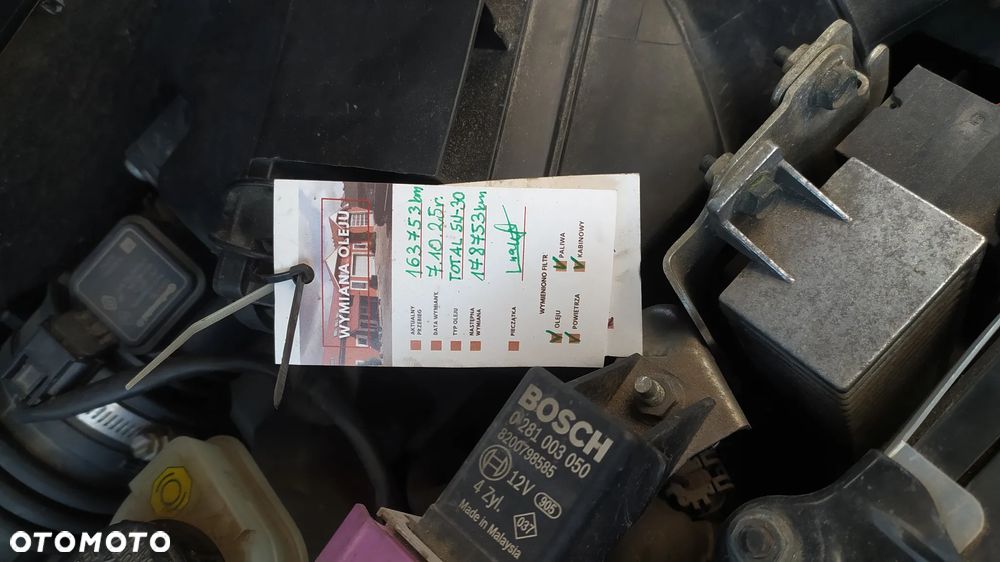 WYMIANA OLEJU
AKTUALNY PRZEBIEG 163753km
DATA WYMIANY 7.10 25r.
TYP OLEJU TOTAL 5W-30
NASTĘPNA WYMIANA 178753km
PIECZĄTKA
WYMIENIONO FILTR
OLEJU PALIWA
POWIETRZA KABINOWY
BOSCH
0 281 003 050
8200798585
12V 905
4 Zyl. 037
Made in Malaysia
OTOMOTO